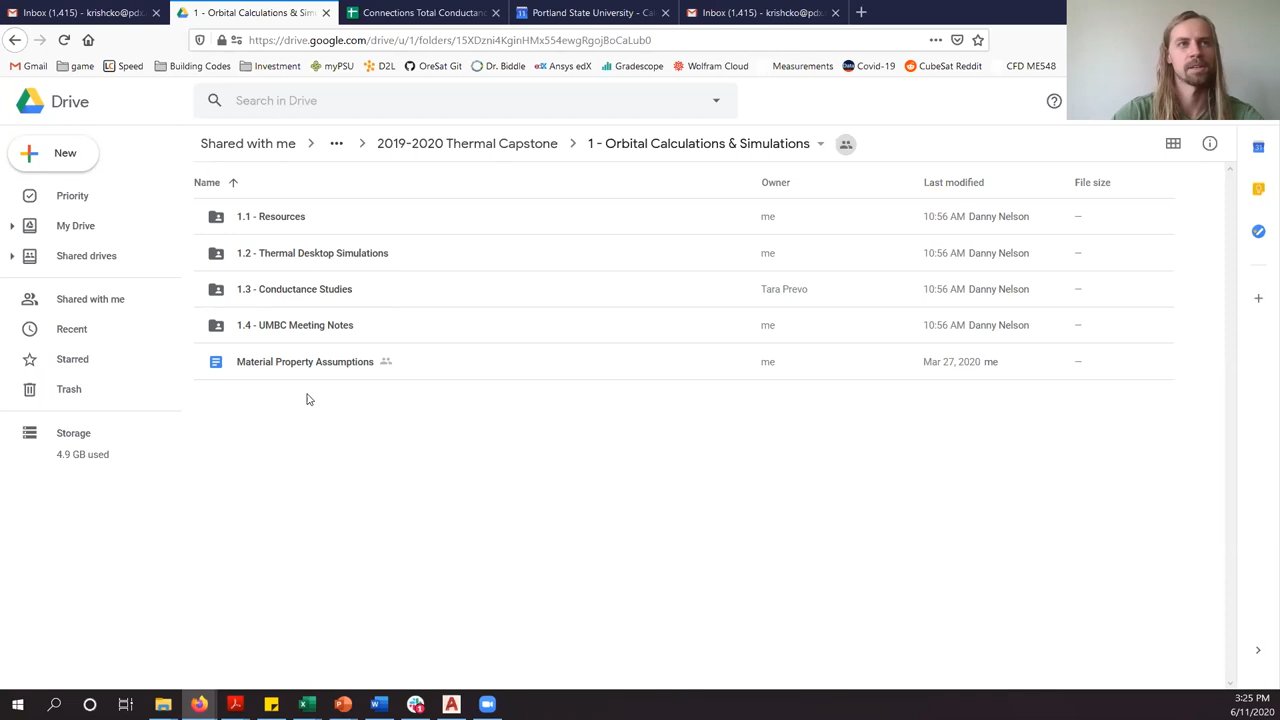 Inbox (1,415) - krishcko@pdx
1 - Orbital Calculations & Sim
Connections Total Conductanc
Portland State University - Ca
Inbox (1,415) - krishcko@pdx
https://drive.google.com/drive/u/1/folders/15XDzni4KginHMx554ewgRgojBoCaLub0
Gmail game LC Speed Building Codes Investment myPSU D2L OreSat Git Dr. Biddle eX Ansys edX Gradescope Wolfram Cloud Measurements Covid-19 CubeSat Reddit CFD ME548
Drive
Search in Drive
New
Shared with me ••• 2019-2020 Thermal Capstone 1 - Orbital Calculations & Simulations
Name Owner Last modified File size
1.1 - Resources me 10:56 AM Danny Nelson –
1.2 - Thermal Desktop Simulations me 10:56 AM Danny Nelson –
1.3 - Conductance Studies Tara Prevo 10:56 AM Danny Nelson –
1.4 - UMBC Meeting Notes me 10:56 AM Danny Nelson –
Material Property Assumptions me Mar 27, 2020 me –
Priority
My Drive
Shared drives
Shared with me
Recent
Starred
Trash
Storage
4.9 GB used
3:25 PM
6/11/2020